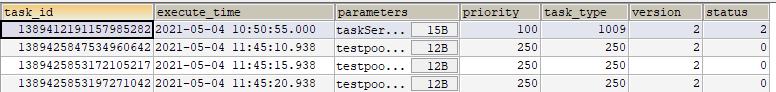 task_id execute_time parameters priority task_type version status
1389412191157985282 2021-05-04 10:50:55.000 taskSer... 15B 100 1009 2 2
1389425847534960642 2021-05-04 11:45:10.938 testpoo... 12B 250 250 2 0
1389425853172105217 2021-05-04 11:45:15.938 testpoo... 12B 250 250 2 0
1389425853197271042 2021-05-04 11:45:20.938 testpoo... 12B 250 250 2 0